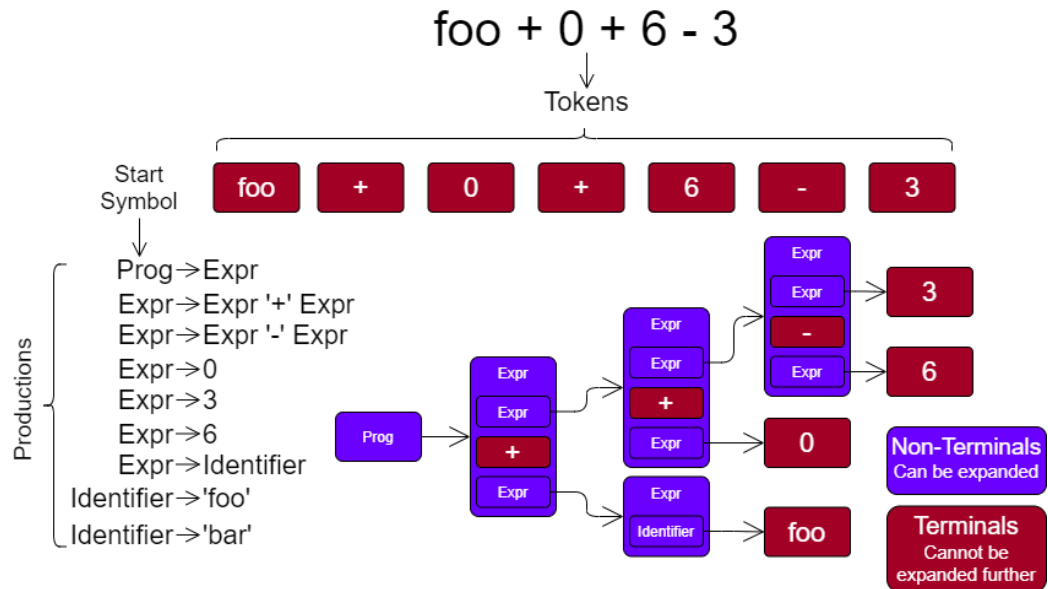 foo + 0 + 6 - 3
Tokens
Start
Symbol
foo
+
0
+
6
-
3
Productions
Prog→Expr
Expr→Expr '+' Expr
Expr→Expr '-' Expr
Expr→0
Expr→3
Expr→6
Expr→Identifier
Identifier→'foo'
Identifier→'bar'
Prog
Expr
Expr
+
Expr
Expr
Expr
+
Expr
Expr
Identifier
Expr
Expr
-
Expr
3
6
0
foo
Non-Terminals
Can be expanded
Terminals
Cannot be
expanded further